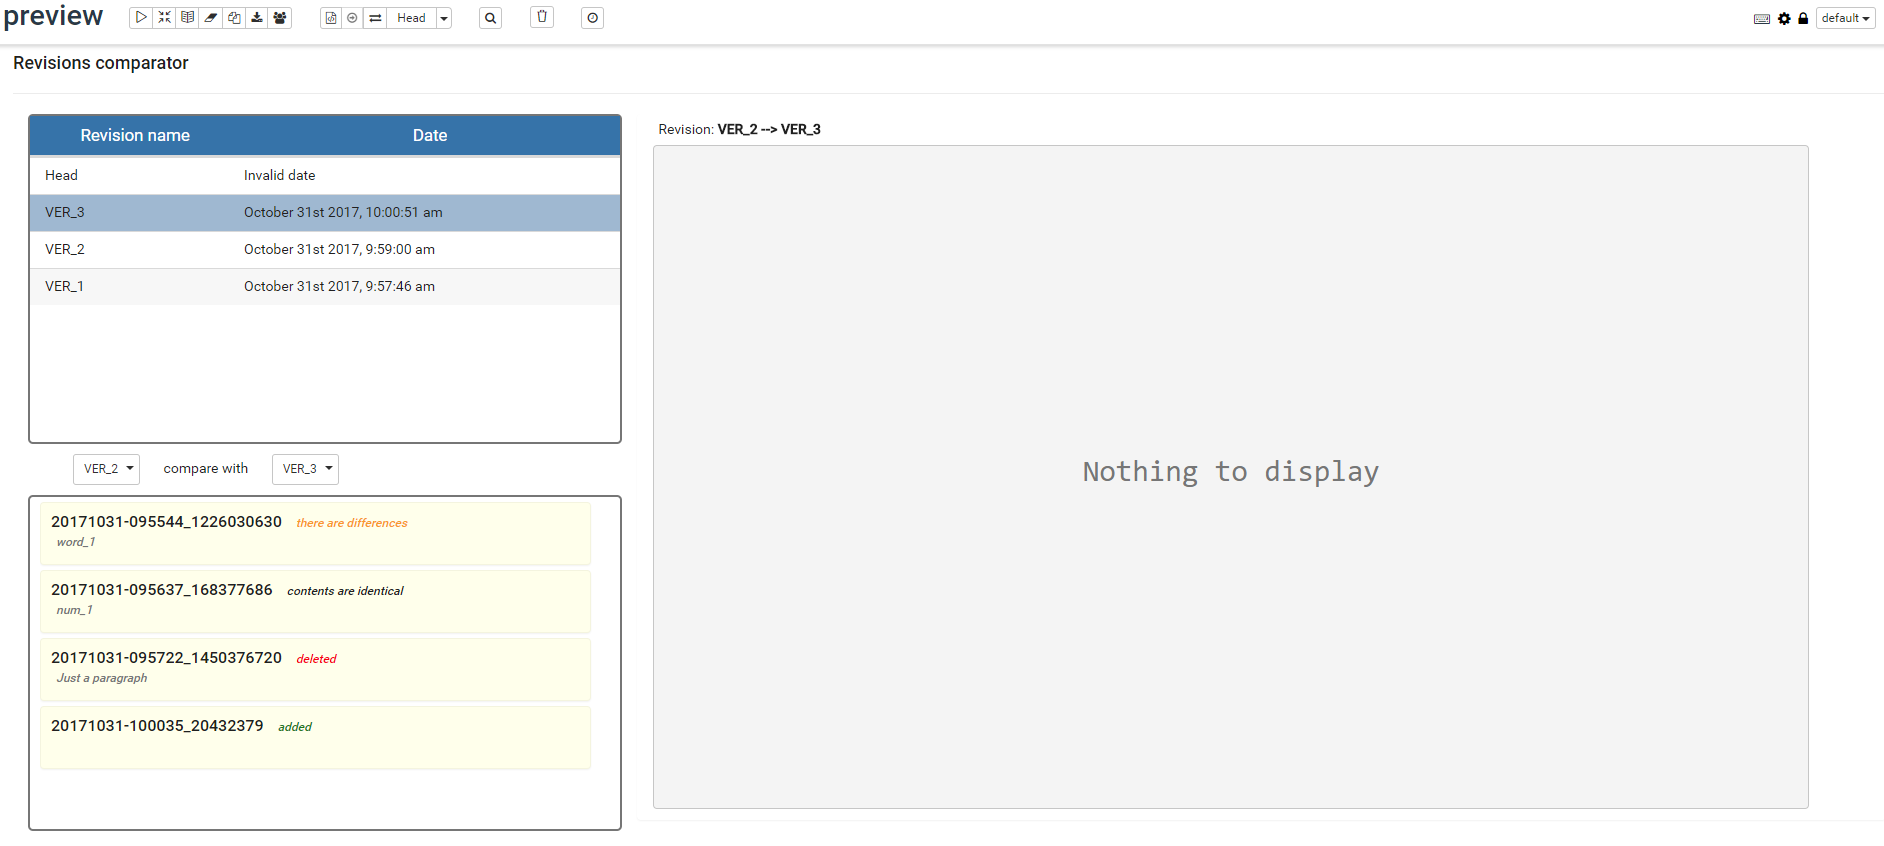 preview
Head
default
Revisions comparator
Revision name Date
Head Invalid date
VER_3 October 31st 2017, 10:00:51 am
VER_2 October 31st 2017, 9:59:00 am
VER_1 October 31st 2017, 9:57:46 am
VER_2 compare with VER_3
20171031-095544_1226030630 there are differences
word_1
20171031-095637_168377686 contents are identical
num_1
20171031-095722_1450376720 deleted
Just a paragraph
20171031-100035_20432379 added
Revision: VER_2 --> VER_3
Nothing to display